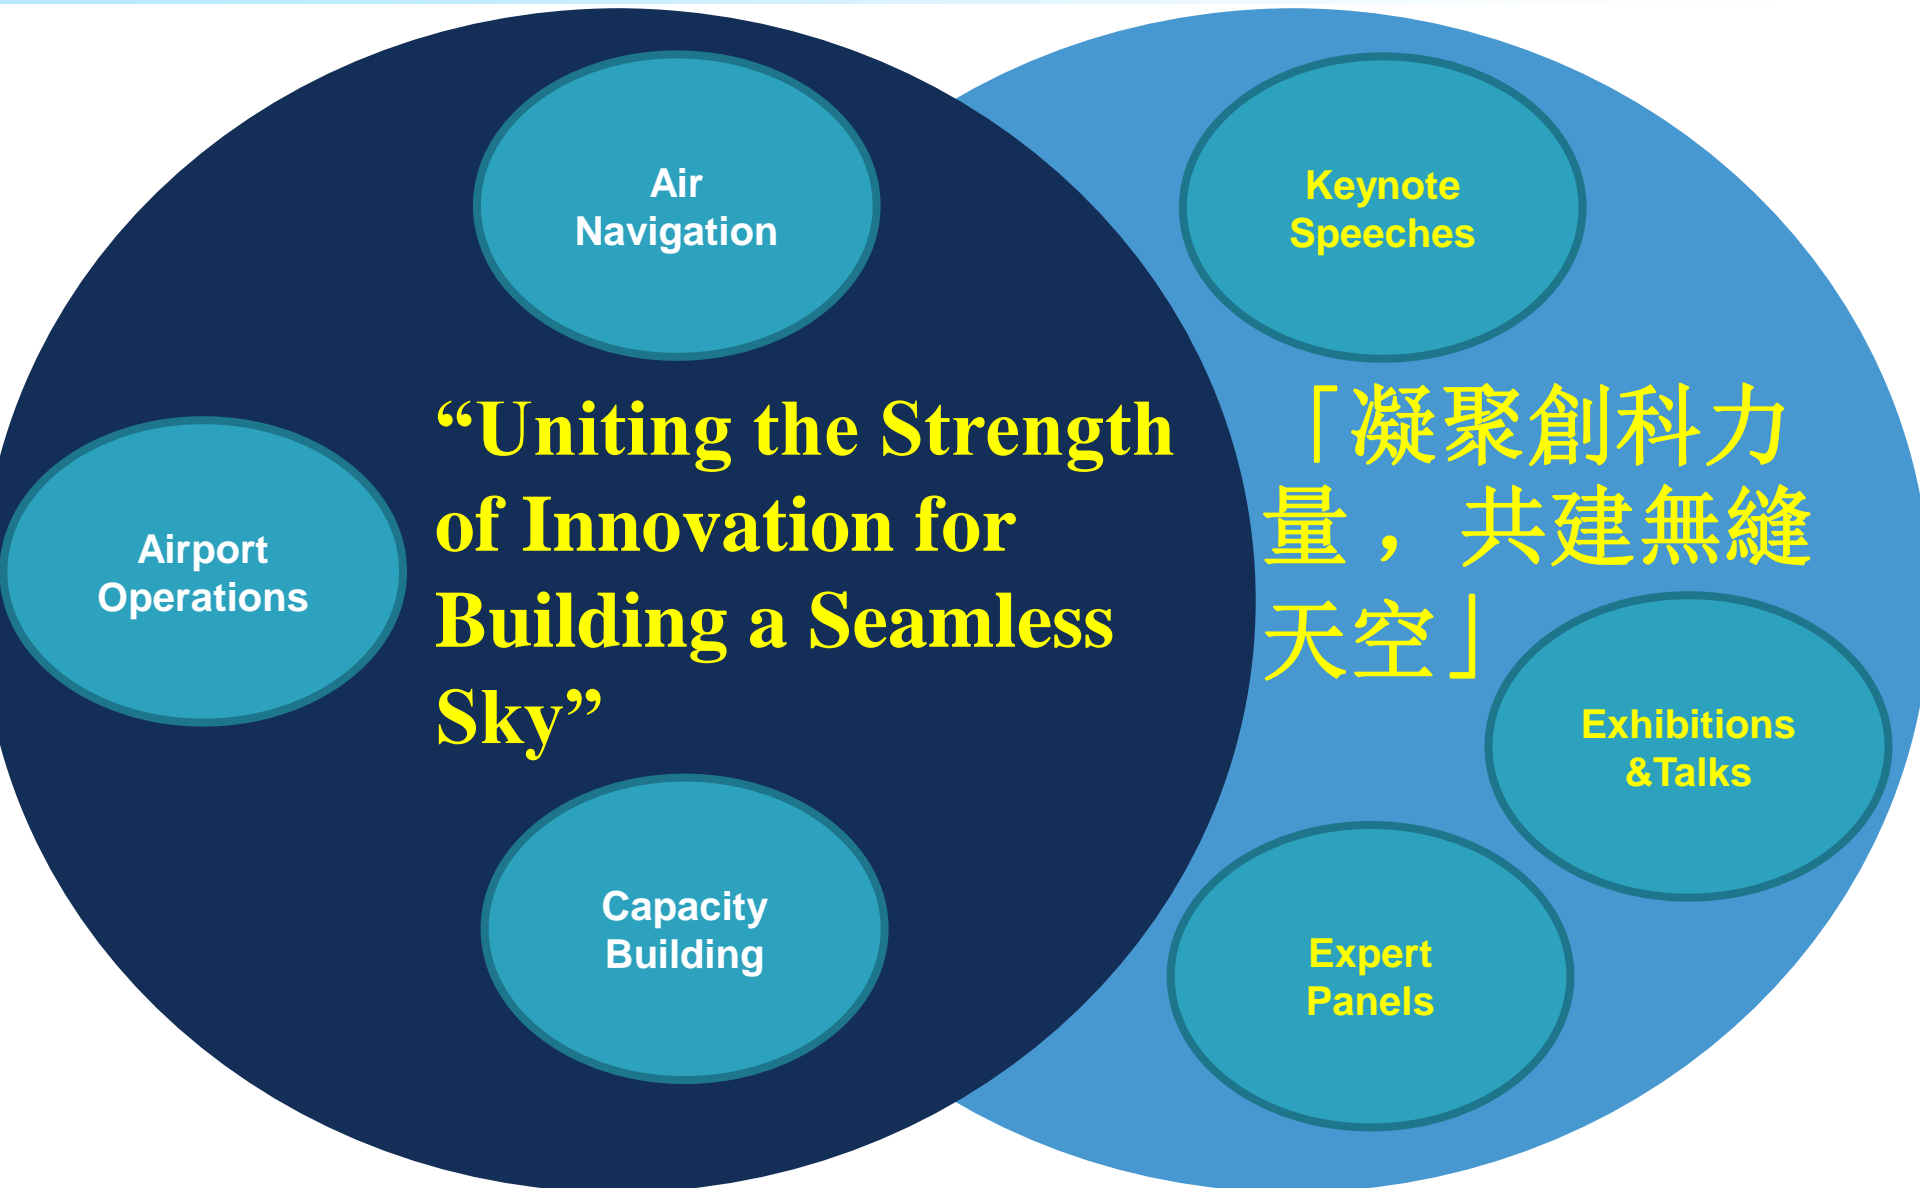 Air
Navigation
Keynote
Speeches
Airport
Operations
“Uniting the Strength
of Innovation for
Building a Seamless
Sky”
「凝聚創科力
量，共建無縫
天空」
Exhibitions
&Talks
Capacity
Building
Expert
Panels